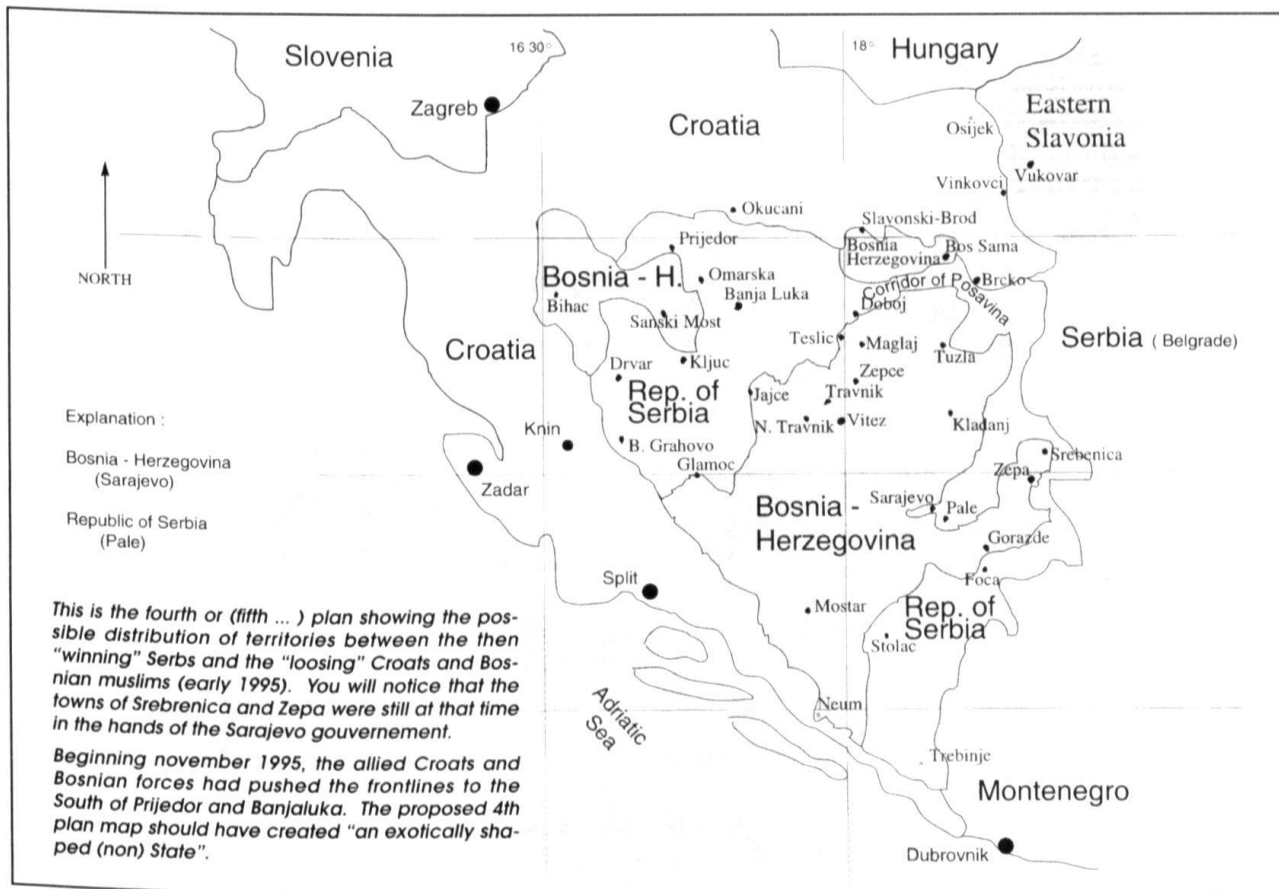 Slovenia
16 30°
18°
Hungary
Zagreb
Croatia
Osijek
Eastern
Slavonia
Vukovar
Vinkovci
NORTH
Okucani
Slavonski-Brod
Prijedor
Bosnia
Herzegovina
Bos Sama
Bosnia - H.
Omarska
Brcko
Corridor of Posavina
Bihac
Banja Luka
Doboj
Sanski Most
Croatia
Teslic
Maglaj
Tuzla
Serbia ( Belgrade)
Drvar
Kljuc
Zepce
Rep. of
Serbia
Jajce
Travnik
N. Travnik
Vitez
Kladanj
Explanation :
Knin
B. Grahovo
Srebenica
Bosnia - Herzegovina
(Sarajevo)
Glamoc
Zepa
Zadar
Sarajevo
Pale
Republic of Serbia
(Pale)
Bosnia -
Herzegovina
Gorazde
Foca
Split
Mostar
Rep. of
Serbia
Stolac
This is the fourth or (fifth ... ) plan showing the pos-
sible distribution of territories between the then
"winning" Serbs and the "loosing" Croats and Bos-
nian muslims (early 1995). You will notice that the
towns of Srebrenica and Zepa were still at that time
in the hands of the Sarajevo gouvernement.
Beginning november 1995, the allied Croats and
Bosnian forces had pushed the frontlines to the
South of Prijedor and Banjaluka. The proposed 4th
plan map should have created "an exotically sha-
ped (non) State".
Adriatic
Sea
Neum
Trebinje
Montenegro
Dubrovnik